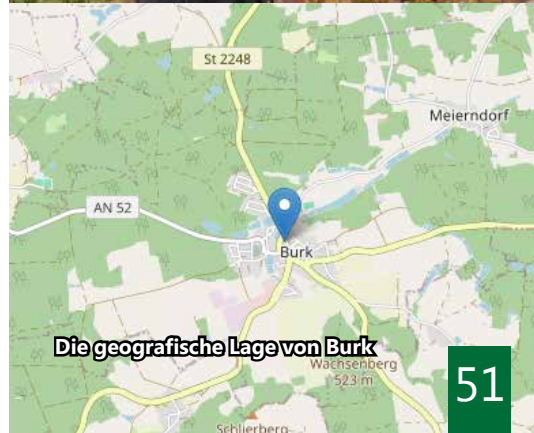 St 2248
Meierndorf
AN 52
Burk
Die geografische Lage von Burk
Wachsenberg
523 m
51
Schlierberg